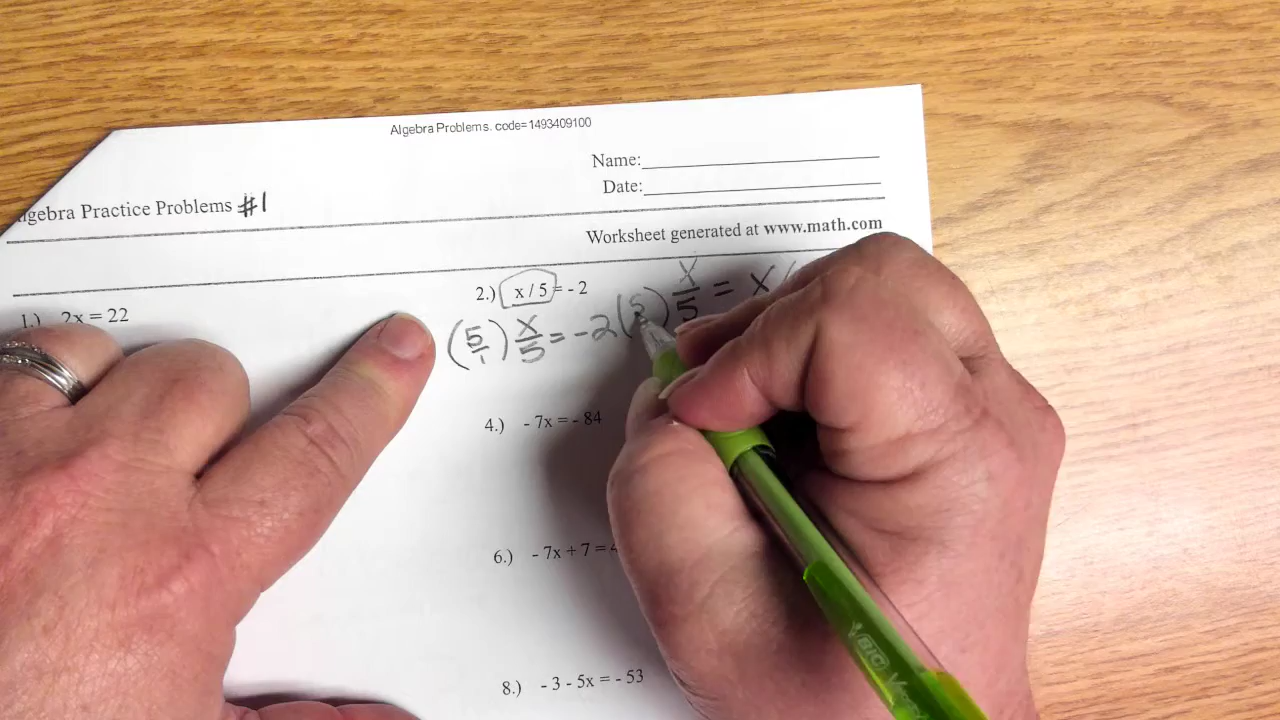 Algebra Problems. code=1493409100
Name:
Date:
lgebra Practice Problems #1
Worksheet generated at www.math.com
1.) 2x = 22
2.) x / 5 = - 2
x/5 = x
(5/1) x/5 = -2 (5
4.) - 7x = - 84
6.) - 7x + 7 =
8.) - 3 - 5x = - 53
BIC